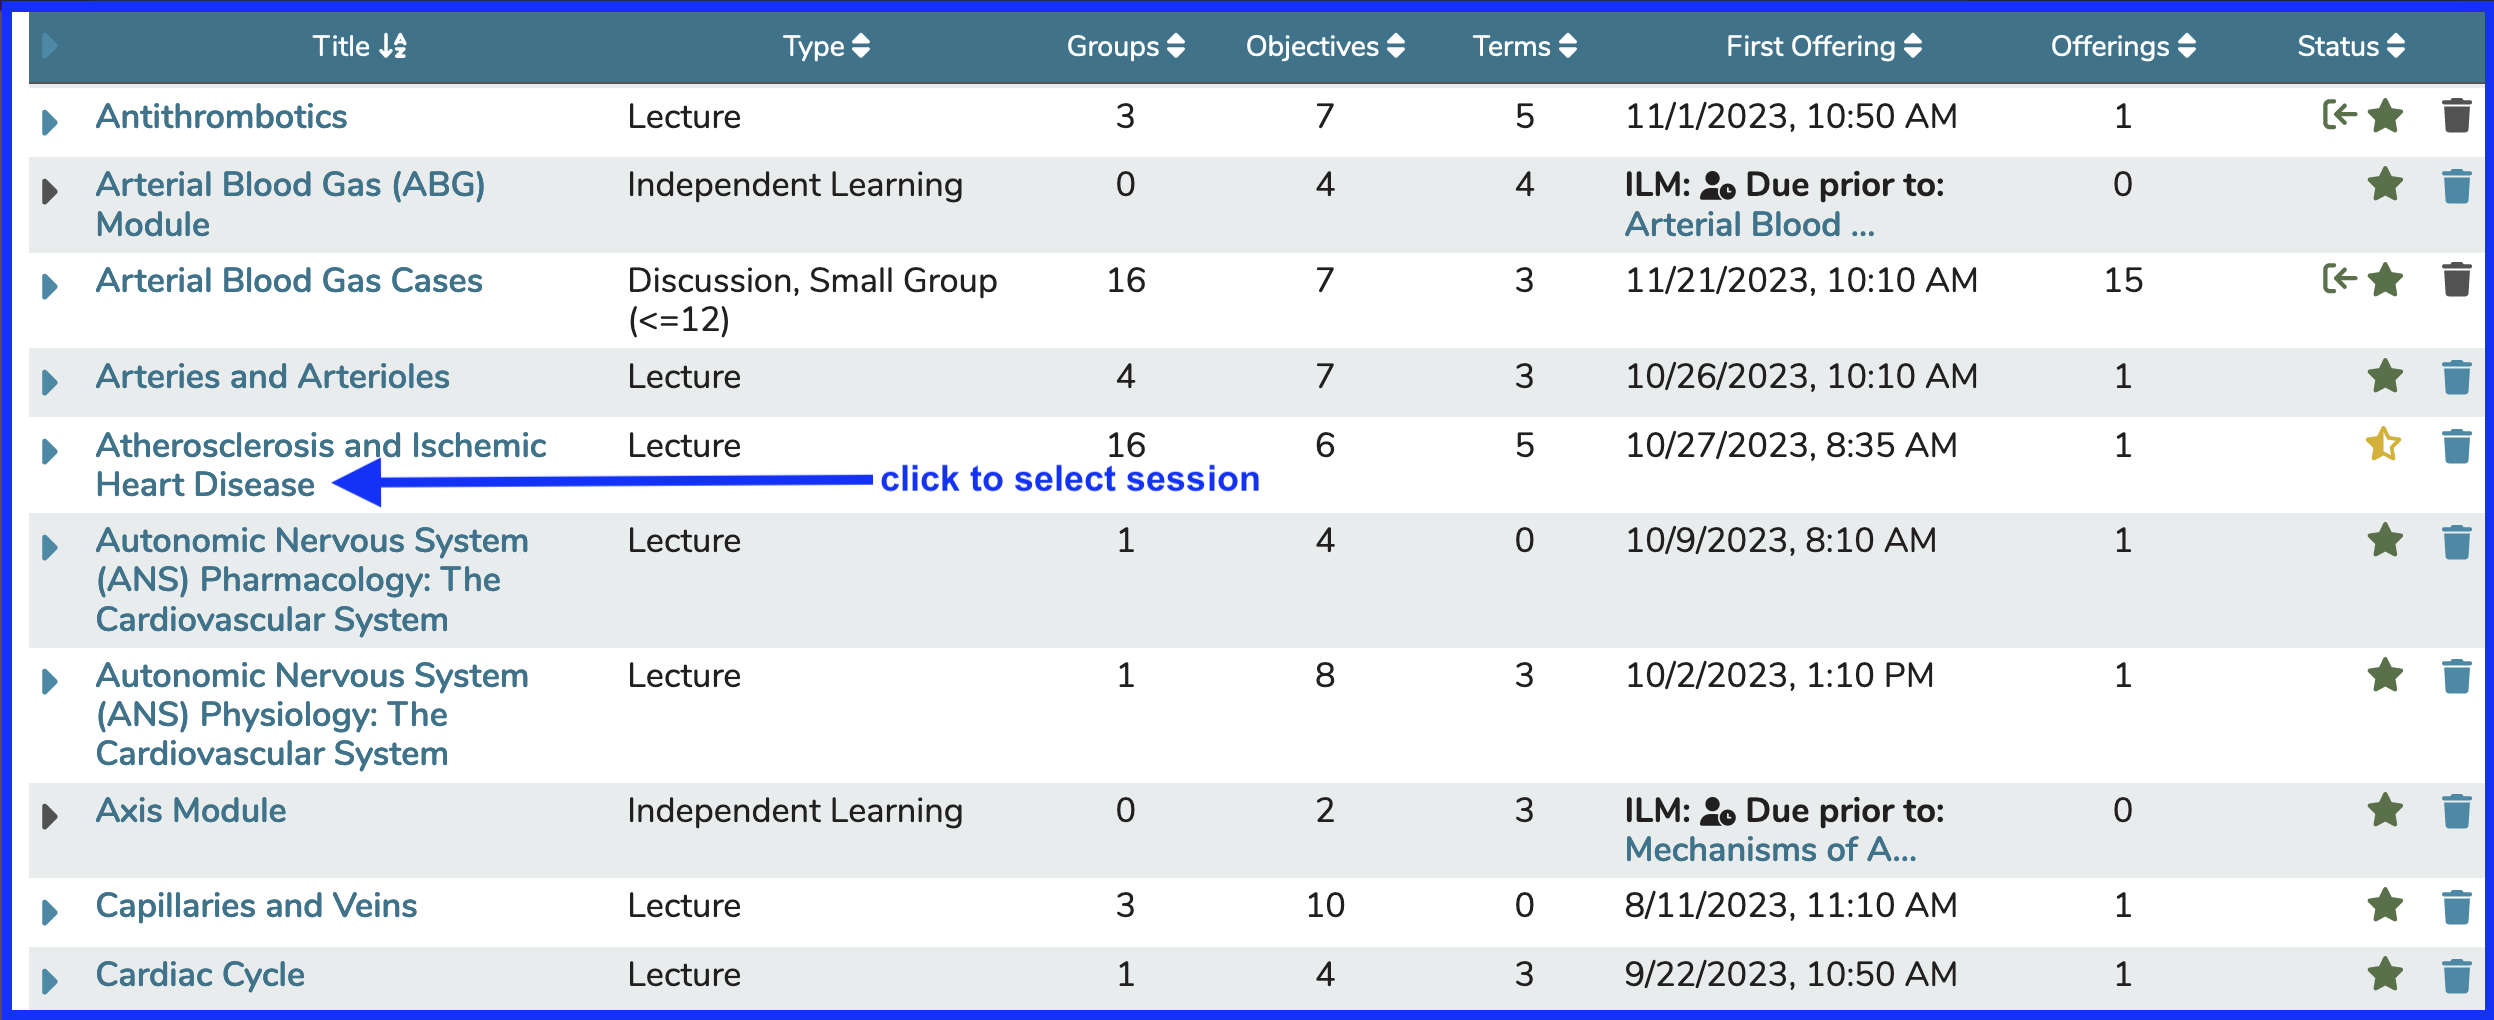 Title Type Groups Objectives Terms First Offering Offerings Status
Antithrombotics Lecture 3 7 5 11/1/2023, 10:50 AM 1
Arterial Blood Gas (ABG) Independent Learning 0 4 4 ILM: Due prior to: 0
Module Arterial Blood ...
Arterial Blood Gas Cases Discussion, Small Group 16 7 3 11/21/2023, 10:10 AM 15
(<=12)
Arteries and Arterioles Lecture 4 7 3 10/26/2023, 10:10 AM 1
Atherosclerosis and Ischemic Lecture 16 6 5 10/27/2023, 8:35 AM 1
Heart Disease click to select session
Autonomic Nervous System Lecture 1 4 0 10/9/2023, 8:10 AM 1
(ANS) Pharmacology: The
Cardiovascular System
Autonomic Nervous System Lecture 1 8 3 10/2/2023, 1:10 PM 1
(ANS) Physiology: The
Cardiovascular System
Axis Module Independent Learning 0 2 3 ILM: Due prior to: 0
Mechanisms of A...
Capillaries and Veins Lecture 3 10 0 8/11/2023, 11:10 AM 1
Cardiac Cycle Lecture 1 4 3 9/22/2023, 10:50 AM 1